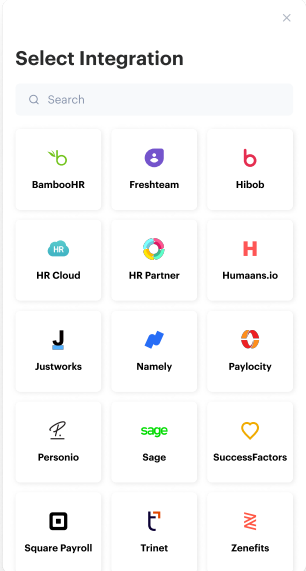 Select Integration
Search
BambooHR
Freshteam
Hibob
HR
HR Cloud
HR Partner
Humaans.io
Justworks
Namely
Paylocity
sage
Personio
Sage
SuccessFactors
Square Payroll
Trinet
Zenefits